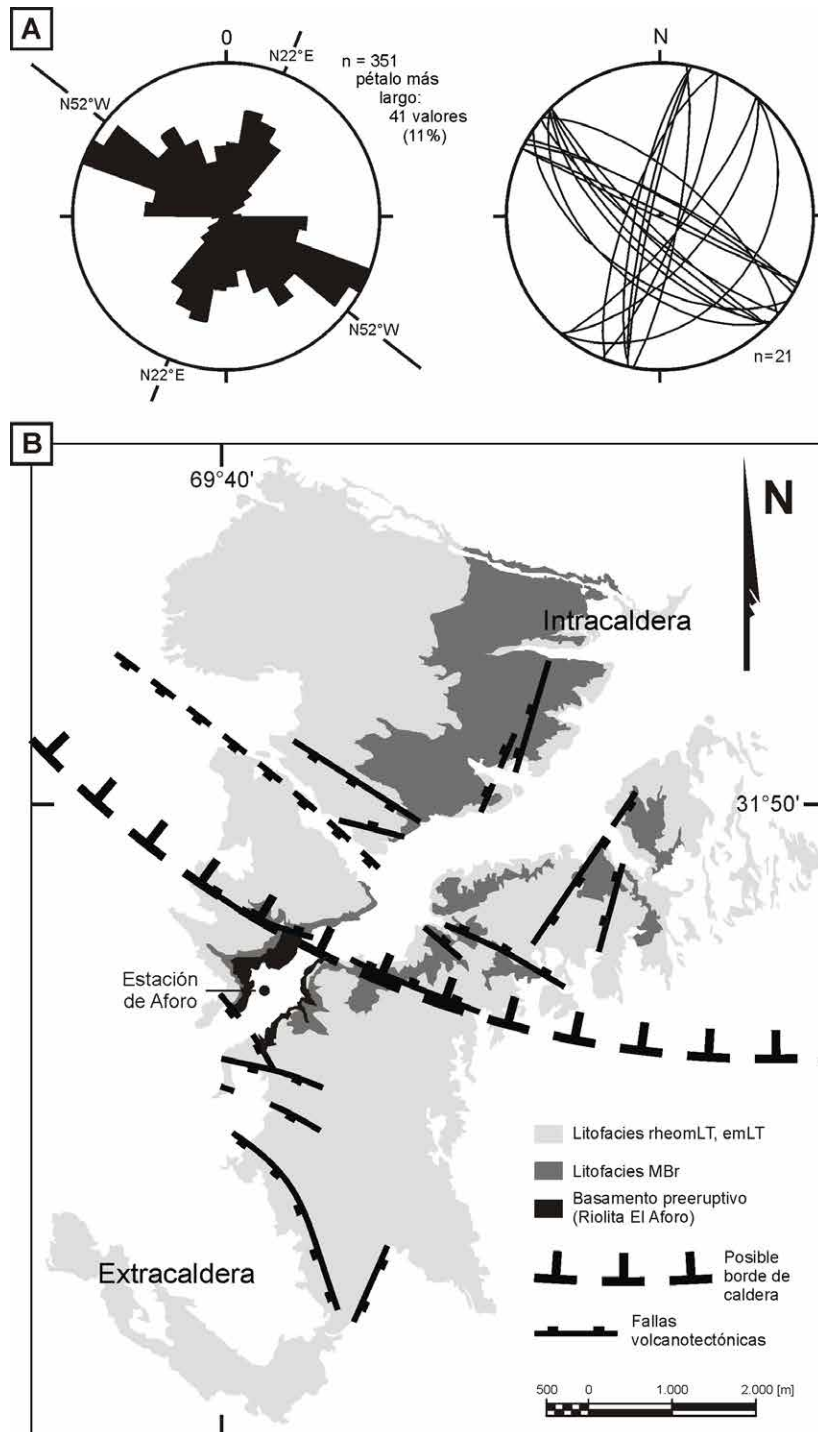 A
0
N22°E
N52°W
n = 351
pétalo más
largo:
41 valores
(11%)
N52°W
N22°E
N
n=21
B
69°40'
N
Intracaldera
31°50'
Estación
de Aforo
Extracaldera
Litofacies rheomLT, emLT
Litofacies MBr
Basamento preeruptivo
(Riolita El Aforo)
Posible
borde de
caldera
Fallas
volcanotectónicas
500 0 1.000 2.000 [m]